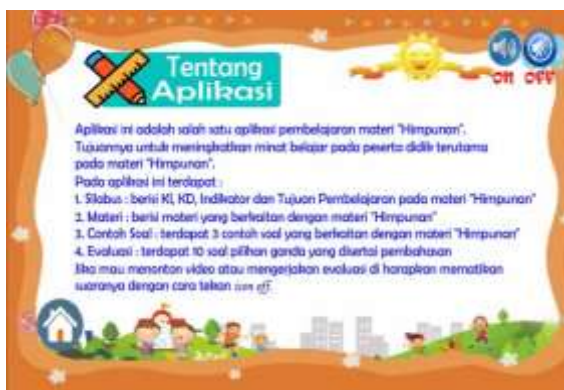 Tentang
Aplikasi
on off
Aplikasi ini adalah salah satu aplikasi pembelajaran materi "Himpunan".
Tujuannya untuk meningkatkan minat belajar pada peserta didik terutama
pada materi "Himpunan".
Pada aplikasi ini terdapat :
1. Silabus : berisi KI, KD, Indikator dan Tujuan Pembelajaran pada materi "Himpunan"
2. Materi : berisi materi yang berkaitan dengan materi "Himpunan"
3. Contoh Soal : terdapat 3 contoh soal yang berkaitan dengan materi "Himpunan"
4. Evaluasi : terdapat 10 soal pilihan ganda yang disertai pembahasan
Jika mau menonton video atau mengerjakan evaluasi di harapkan mematikan
suaranya dengan cara tekan icon off.